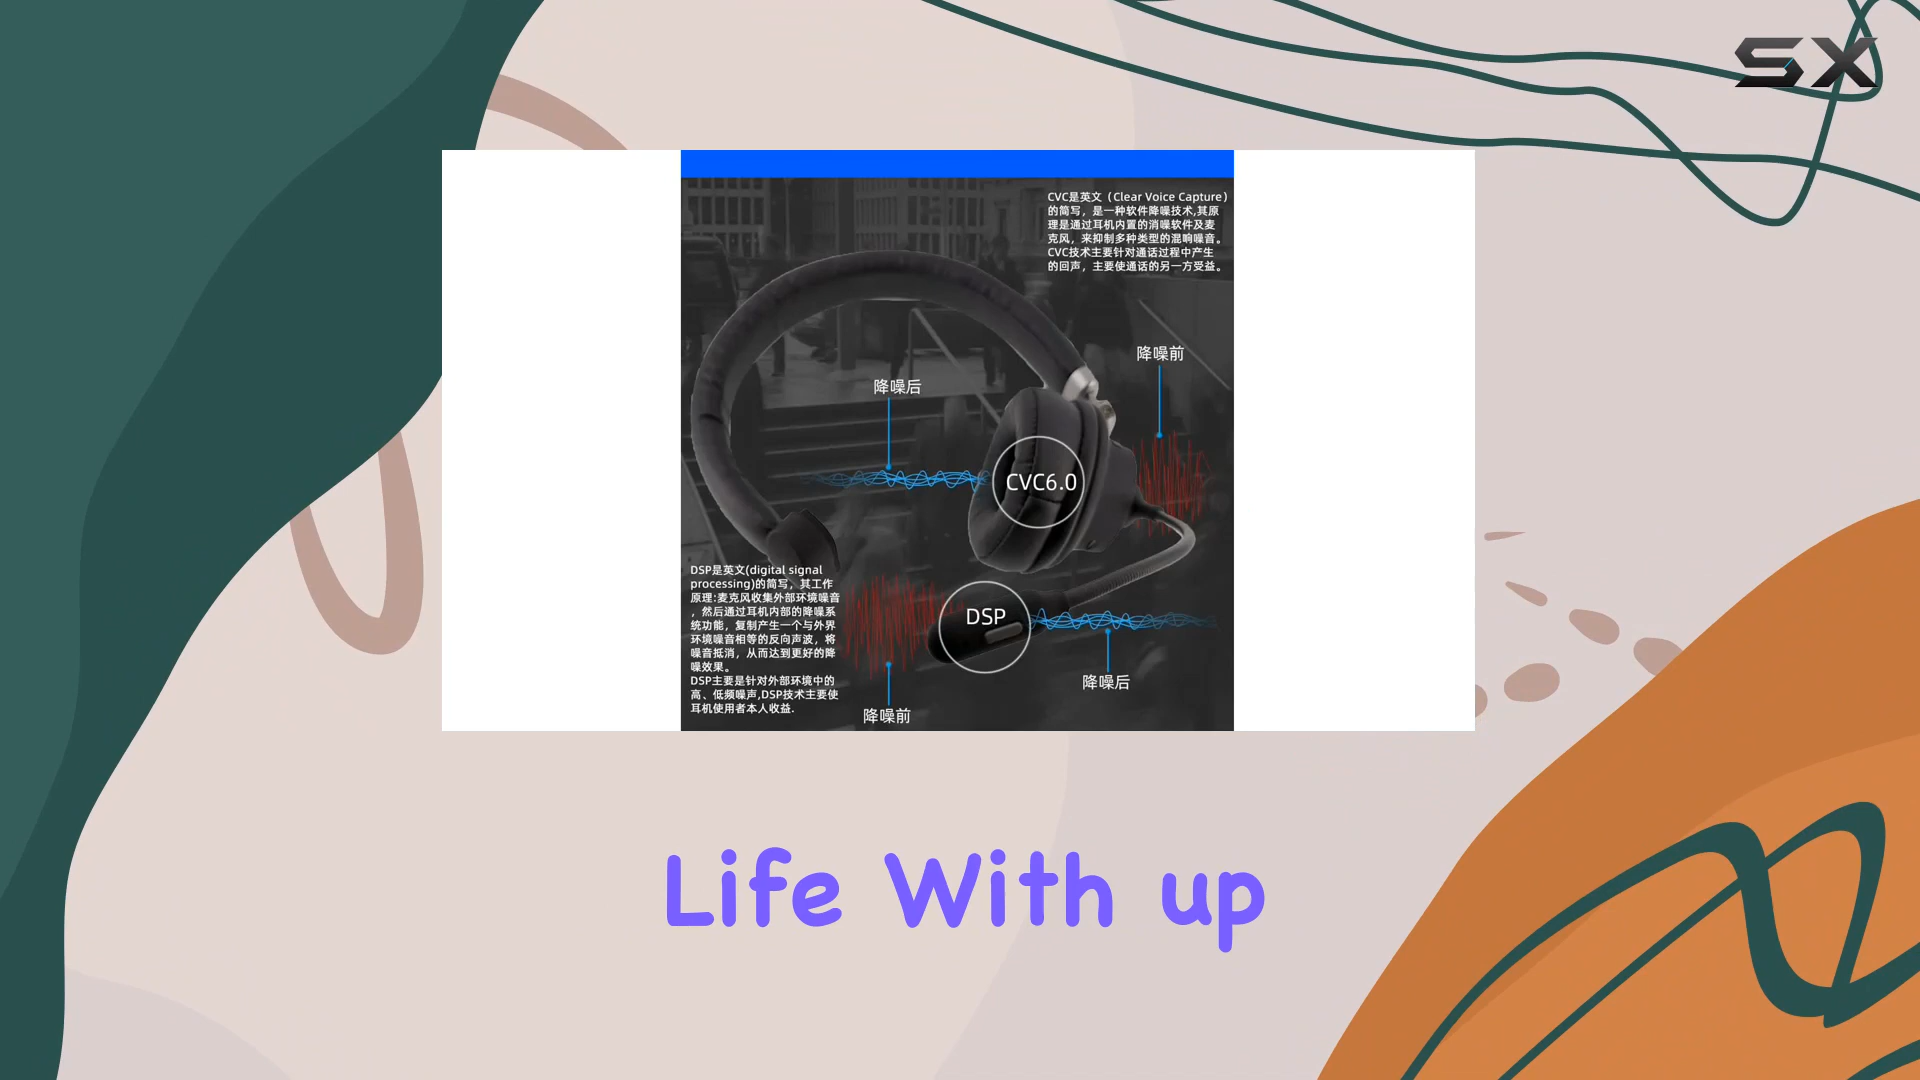 SX
CVC是英文（Clear Voice Capture）
的简写，是一种软件降噪技术,其原
理是通过耳机内置的消噪软件及麦
克风，来抑制多种类型的混响噪音。
CVC技术主要针对通话过程中产生
的回声，主要使通话的另一方受益。
降噪前
降噪后
CVC6.0
DSP是英文(digital signal
processing)的简写，其工作
原理:麦克风收集外部环境噪音
，然后通过耳机内部的降噪系
统功能，复制产生一个与外界
环境噪音相等的反向声波，将
噪音抵消，从而达到更好的降
噪效果。
DSP主要是针对外部环境中的
高、低频噪声,DSP技术主要使
耳机使用者本人收益.
DSP
降噪后
降噪前
Life With up